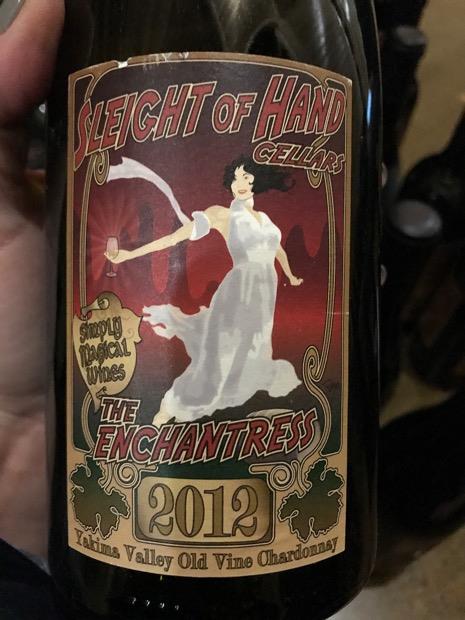 SLEIGHT OF HAND
CELLARS
Simply
Magical
Wines
THE
ENCHANTRESS
2012
Yakima Valley Old Vine Chardonnay